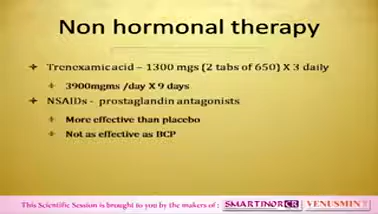 Non hormonal therapy
Trenexamic acid – 1300 mgs (2 tabs of 650) X 3 daily
3900mgms /day X 9 days
NSAIDs - prostaglandin antagonists
More effective than placebo
Not as effective as BCP
This Scientific Session is brought to you by the makers of : SMARTINOR CR VENUSMIN